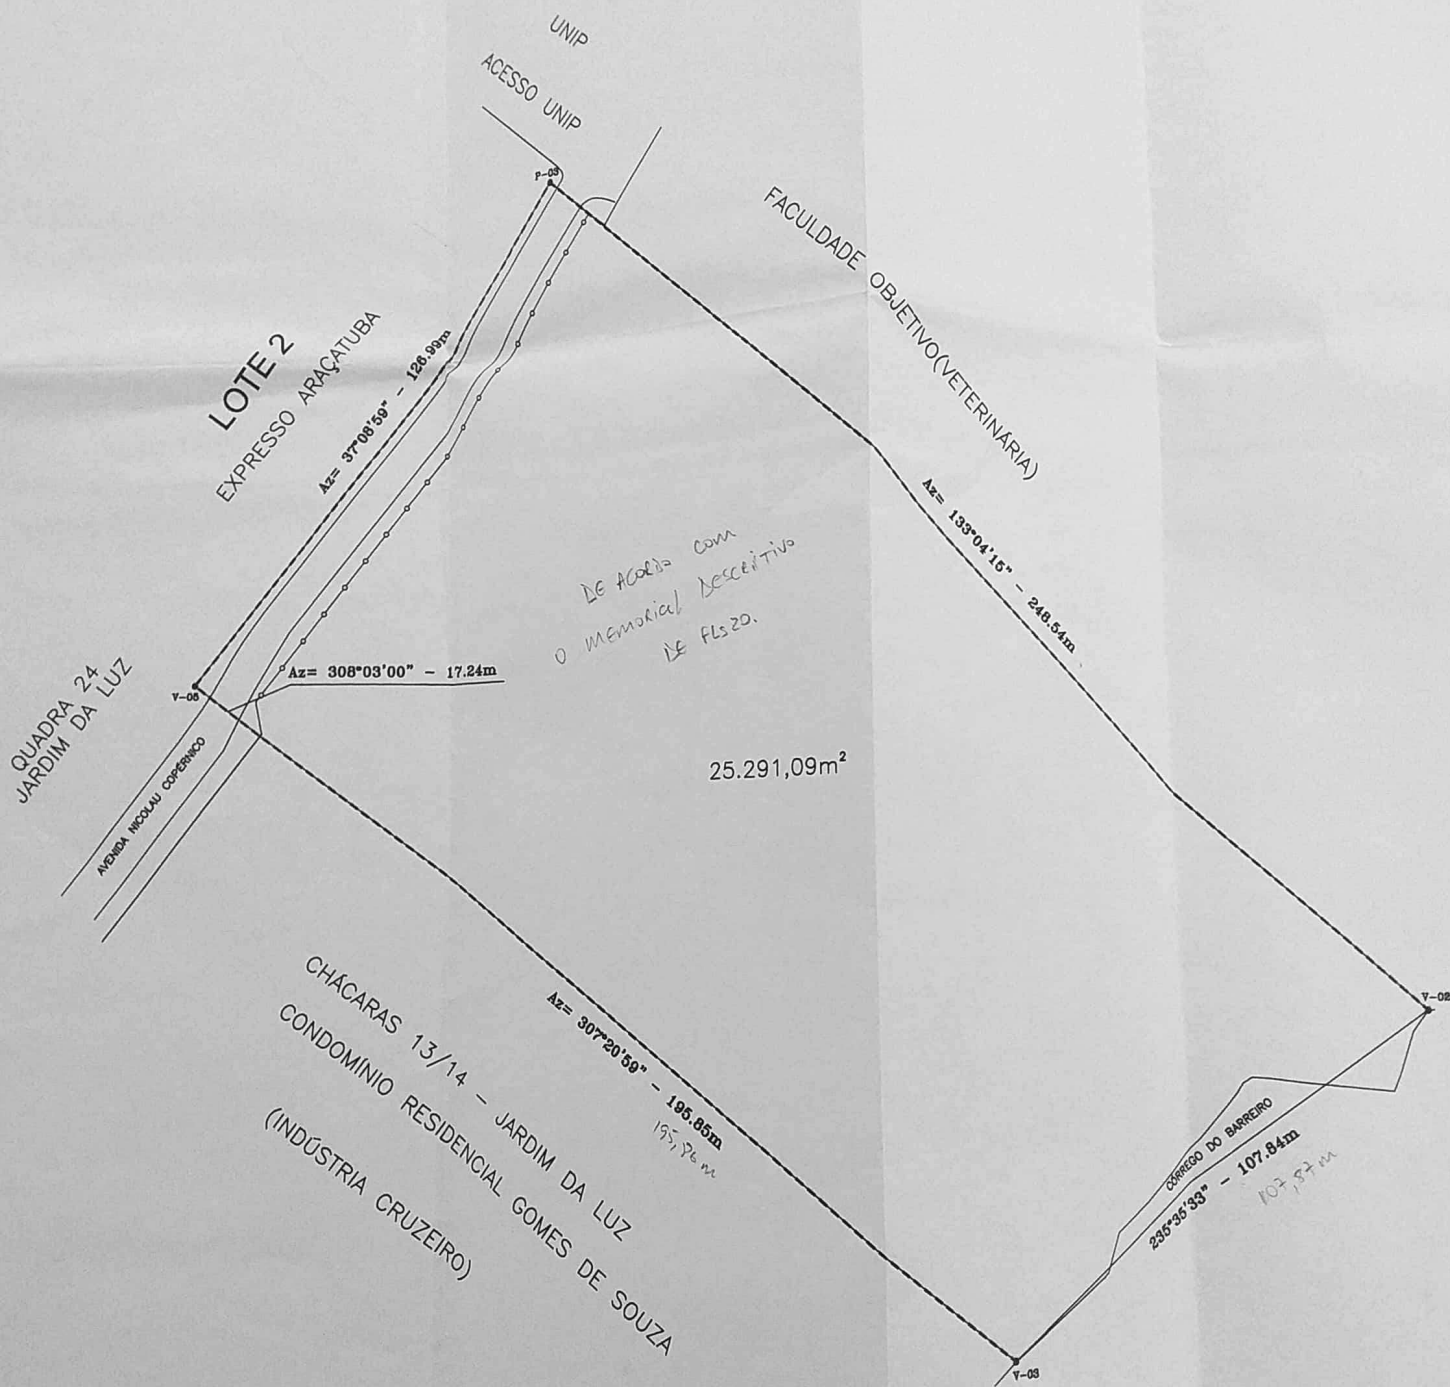 UNIP
ACESSO UNIP
P-03
FACULDADE OBJETIVO(VETERINÁRIA)
LOTE 2
EXPRESSO ARAÇATUBA
Az= 37°08'59" - 126.99m
Az= 133°04'15" - 248.54m
DE ACORDO COM
O MEMORIAL DESCRITIVO
DE FLS 20.
Az= 308°03'00" - 17.24m
QUADRA 24
JARDIM DA LUZ
V-05
AVENIDA NICOLAU COPÉRNICO
25.291,09m²
CHÁCARAS 13/14 - JARDIM DA LUZ
CONDOMÍNIO RESIDENCIAL GOMES DE SOUZA
(INDÚSTRIA CRUZEIRO)
Az= 307°20'59" - 195.85m
195,86 m
V-02
CÓRREGO DO BARREIRO
235°35'33" - 107.84m
107,87 m
V-03